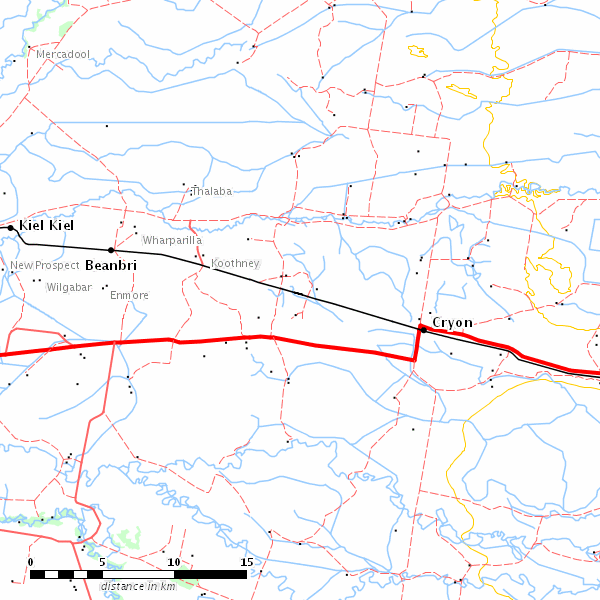 Mercadool
Thalaba
Kiel Kiel
Wharparilla
New Prospect
Beanbri
Koothney
Wilgabar
Enmore
Cryon
0 5 10 15
distance in km